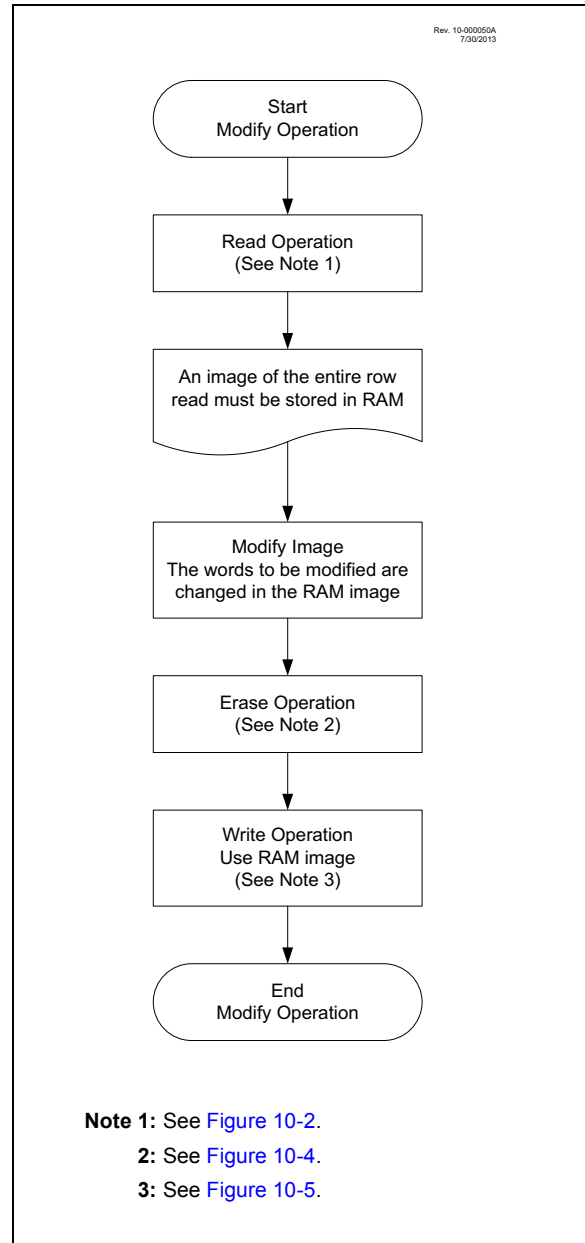 Rev. 10-000050A
7/30/2013
Start
Modify Operation
Read Operation
(See Note 1)
An image of the entire row
read must be stored in RAM
Modify Image
The words to be modified are
changed in the RAM image
Erase Operation
(See Note 2)
Write Operation
Use RAM image
(See Note 3)
End
Modify Operation
Note 1: See Figure 10-2.
2: See Figure 10-4.
3: See Figure 10-5.